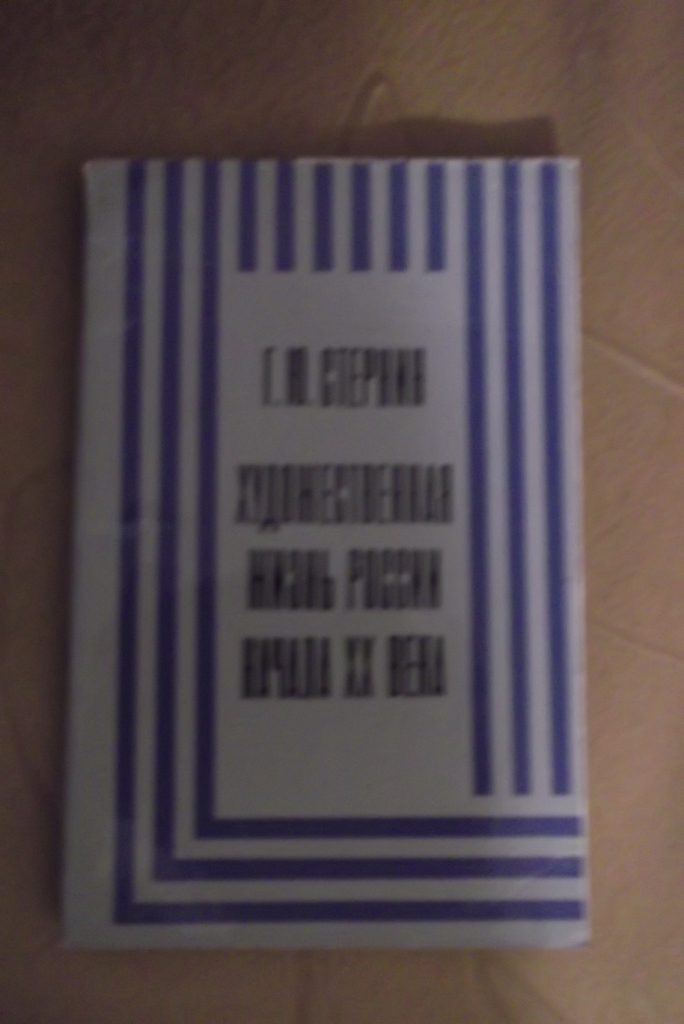 Г. Ю. СТЕРНИН
ХУДОЖЕСТВЕННАЯ
ЖИЗНЬ РОССИИ
НАЧАЛА XX ВЕКА